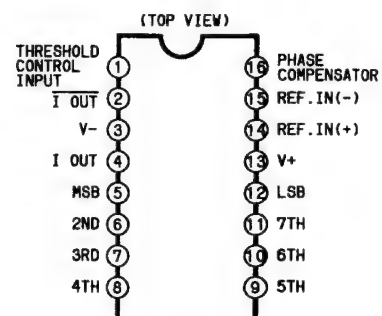 (TOP VIEW)
THRESHOLD
CONTROL
INPUT
1
I OUT
2
V-
3
I OUT
4
MSB
5
2ND
6
3RD
7
4TH
8
16
PHASE
COMPENSATOR
15
REF.IN(-)
14
REF.IN(+)
13
V+
12
LSB
11
7TH
10
6TH
9
5TH